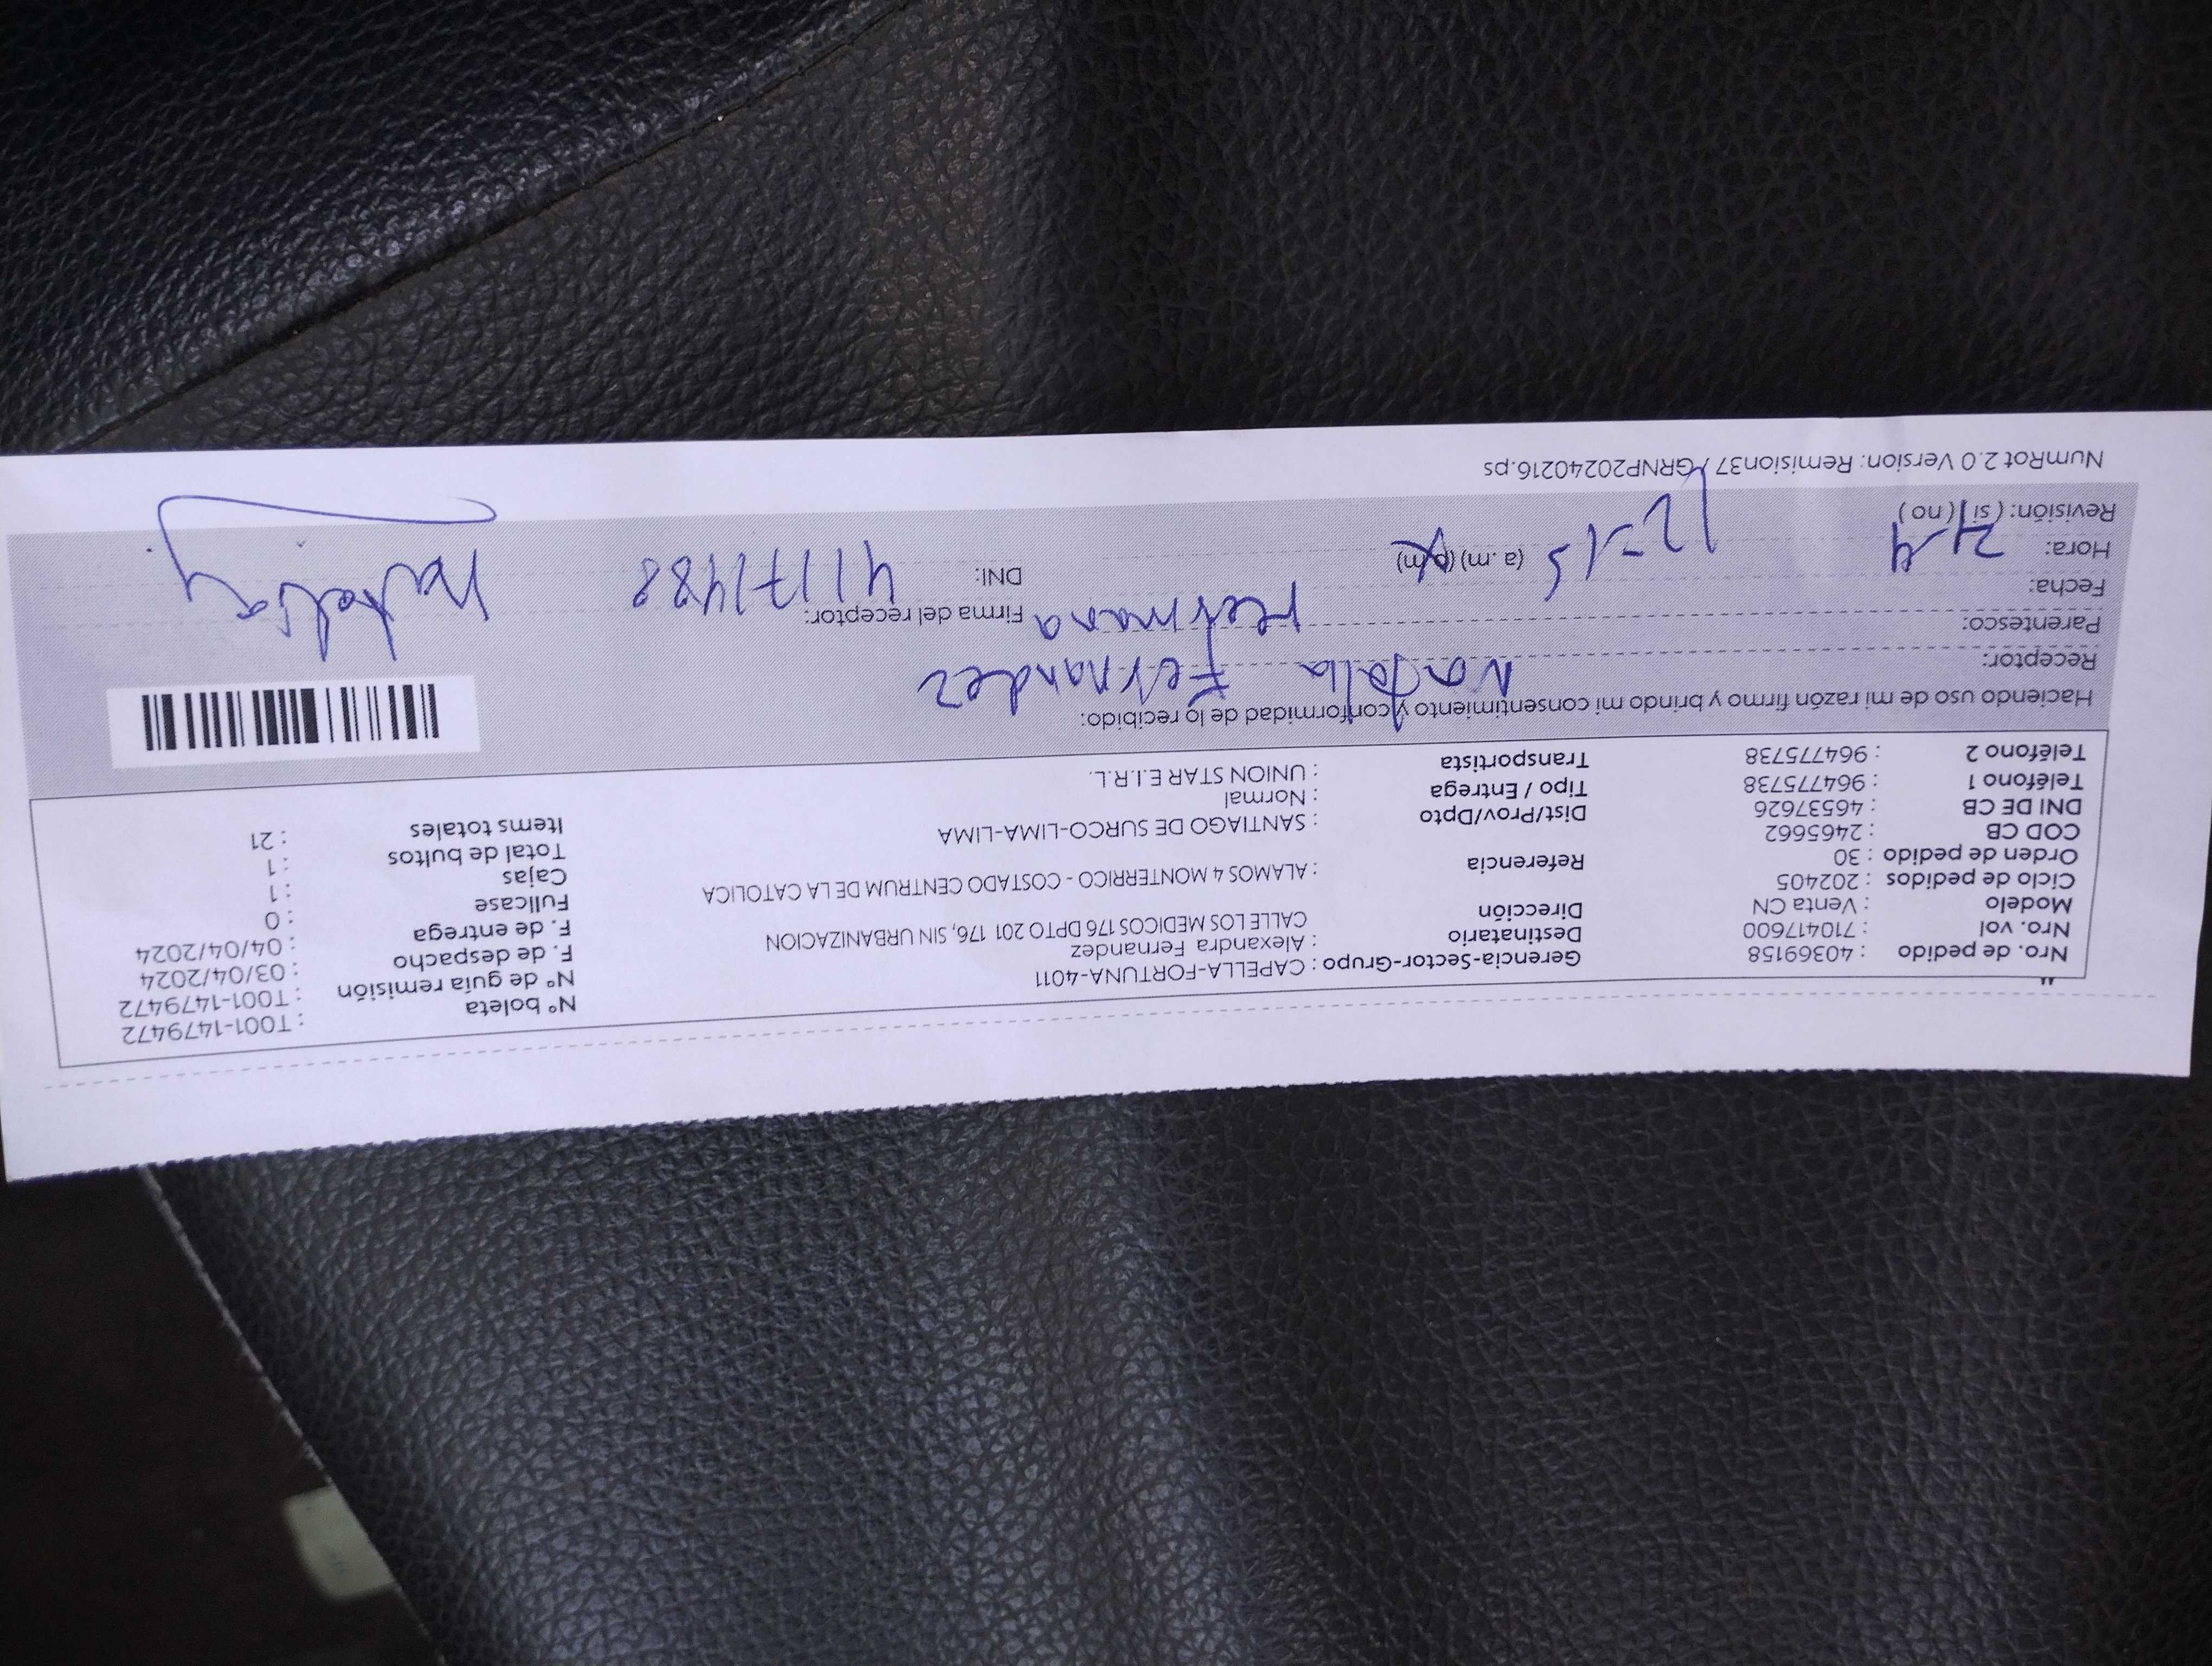 Nro. de pedido : 40369158
Nro. vol : 710417600
Modelo : Venta CN
Ciclo de pedidos : 202405
Orden de pedido : 30
COD CB : 2465662
DNI DE CB : 46537626
Teléfono 1 : 964775738
Teléfono 2 : 964775738
Gerencia-Sector-Grupo : CAPELLA-FORTUNA-4011
Destinatario : Alexandra Fernandez
Dirección CALLE LOS MEDICOS 176 DPTO 201 176, SIN URBANIZACION
Referencia : ALAMOS 4 MONTERRICO - COSTADO CENTRUM DE LA CATOLICA
Dist/Prov/Dpto : SANTIAGO DE SURCO-LIMA-LIMA
Tipo / Entrega : Normal
Transportista : UNION STAR E.I.R.L.
N° boleta : T001-1479472
N° de guía remisión : T001-1479472
F. de despacho : 03/04/2024
F. de entrega : 04/04/2024
Fullcase : 0
Cajas : 1
Total de bultos : 1
Items totales : 21
Haciendo uso de mi razón firmo y brindo mi consentimiento y conformidad de lo recibido:
Receptor: Natalia Fernandez
Parentesco: hermana
Firma del receptor: Natalia
Fecha:
DNI: 41171488
Hora: 12-15 (a.m) (p.m)
Revisión: ( si ) ( no )
NumRot 2.0 Version: Remision37 / GRNP20240216.ps